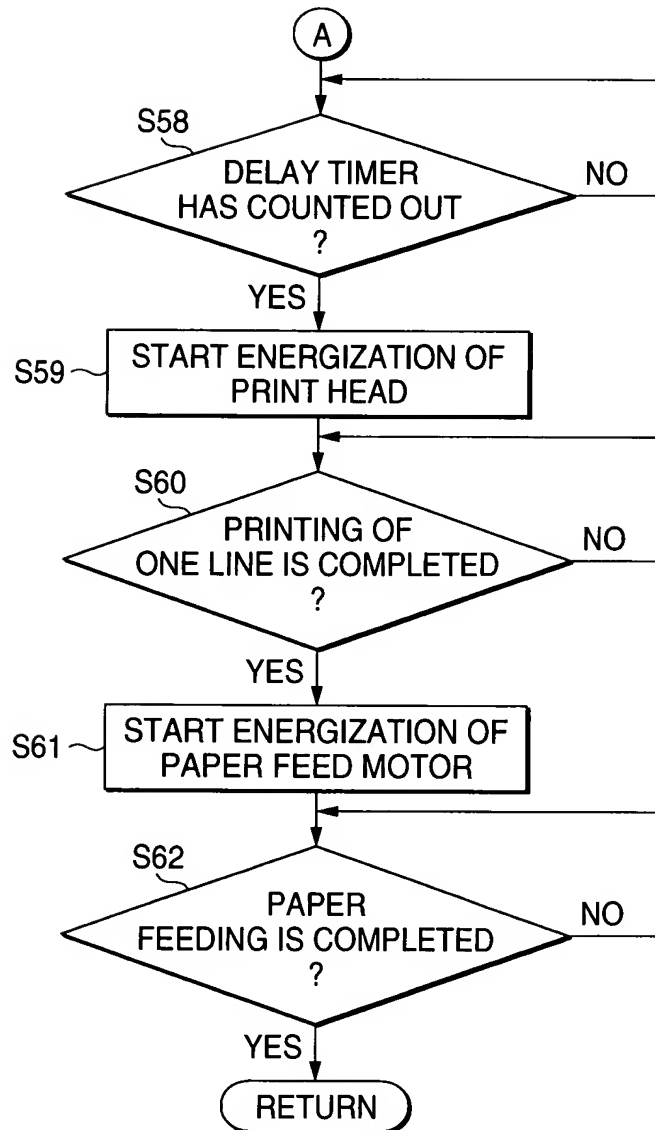 A
S58
DELAY TIMER
HAS COUNTED OUT
?
NO
YES
S59
START ENERGIZATION OF
PRINT HEAD
S60
PRINTING OF
ONE LINE IS COMPLETED
?
NO
YES
S61
START ENERGIZATION OF
PAPER FEED MOTOR
S62
PAPER
FEEDING IS COMPLETED
?
NO
YES
RETURN